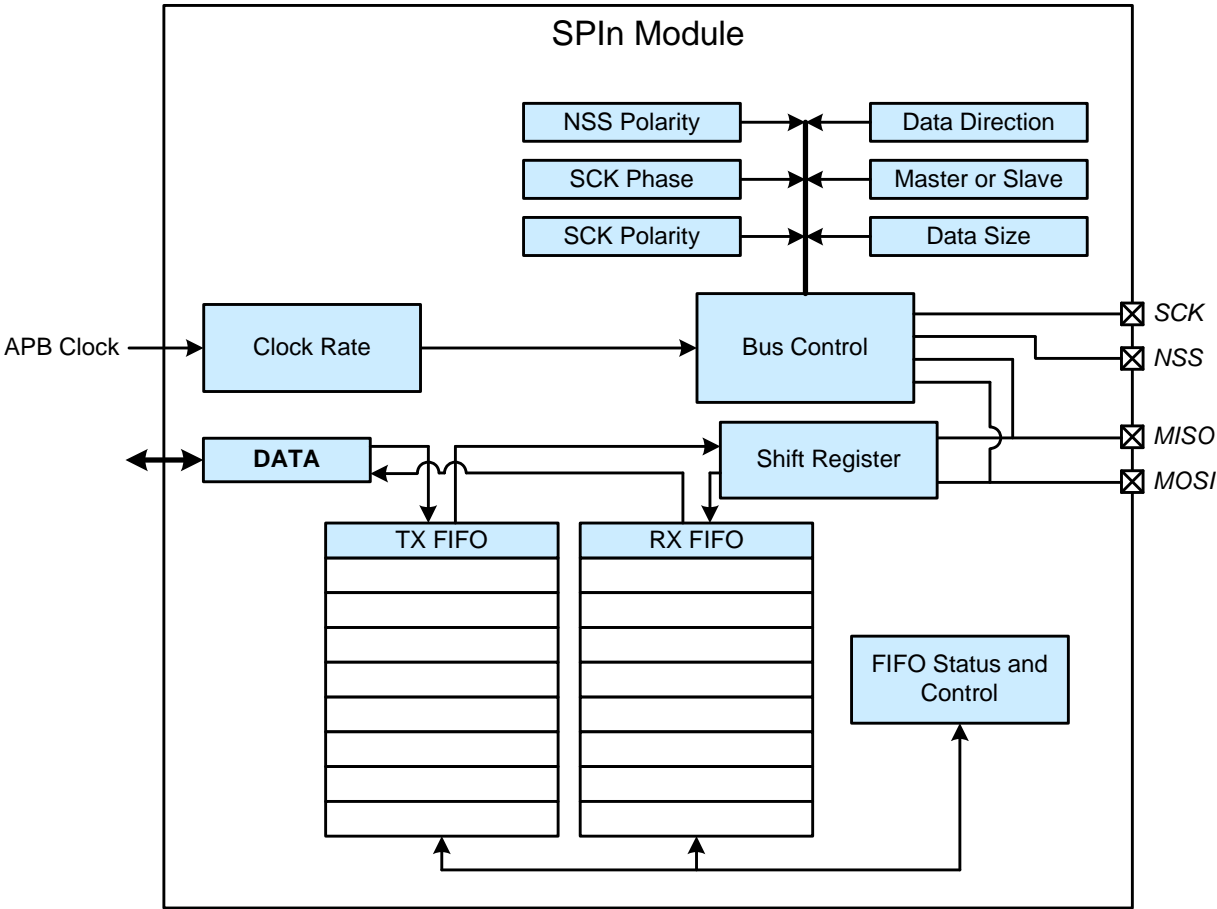 SPIn Module
NSS Polarity
Data Direction
SCK Phase
Master or Slave
SCK Polarity
Data Size
APB Clock
Clock Rate
Bus Control
SCK
NSS
DATA
Shift Register
MISO
MOSI
TX FIFO
RX FIFO
FIFO Status and
Control